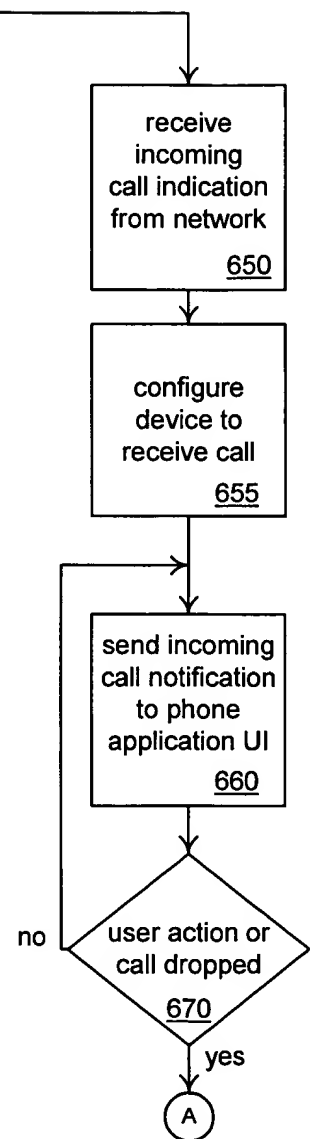 receive
incoming
call indication
from network
650
configure
device to
receive call
655
send incoming
call notification
to phone
application UI
660
no
user action or
call dropped
670
yes
A